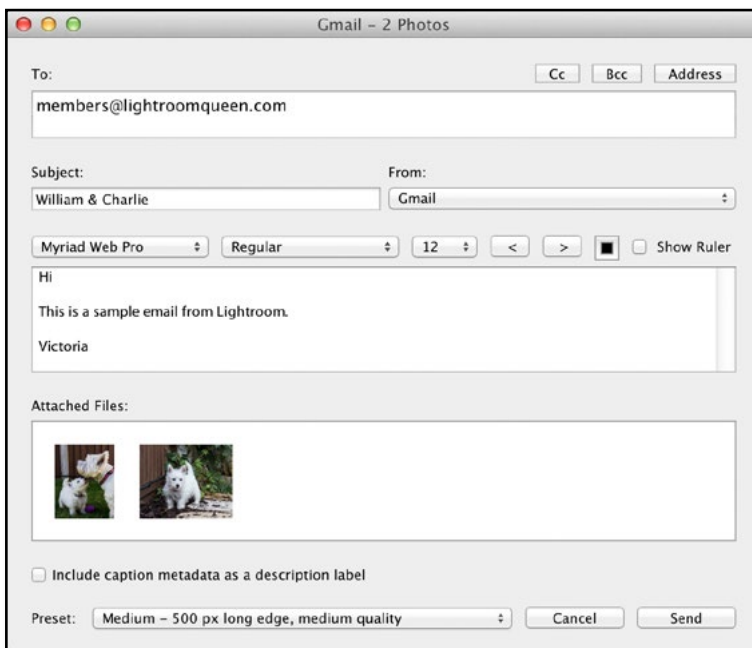 Gmail – 2 Photos
To:
Cc Bcc Address
members@lightroomqueen.com
Subject: From:
William & Charlie Gmail
Myriad Web Pro Regular 12 < > Show Ruler
Hi
This is a sample email from Lightroom.
Victoria
Attached Files:
Include caption metadata as a description label
Preset: Medium – 500 px long edge, medium quality Cancel Send